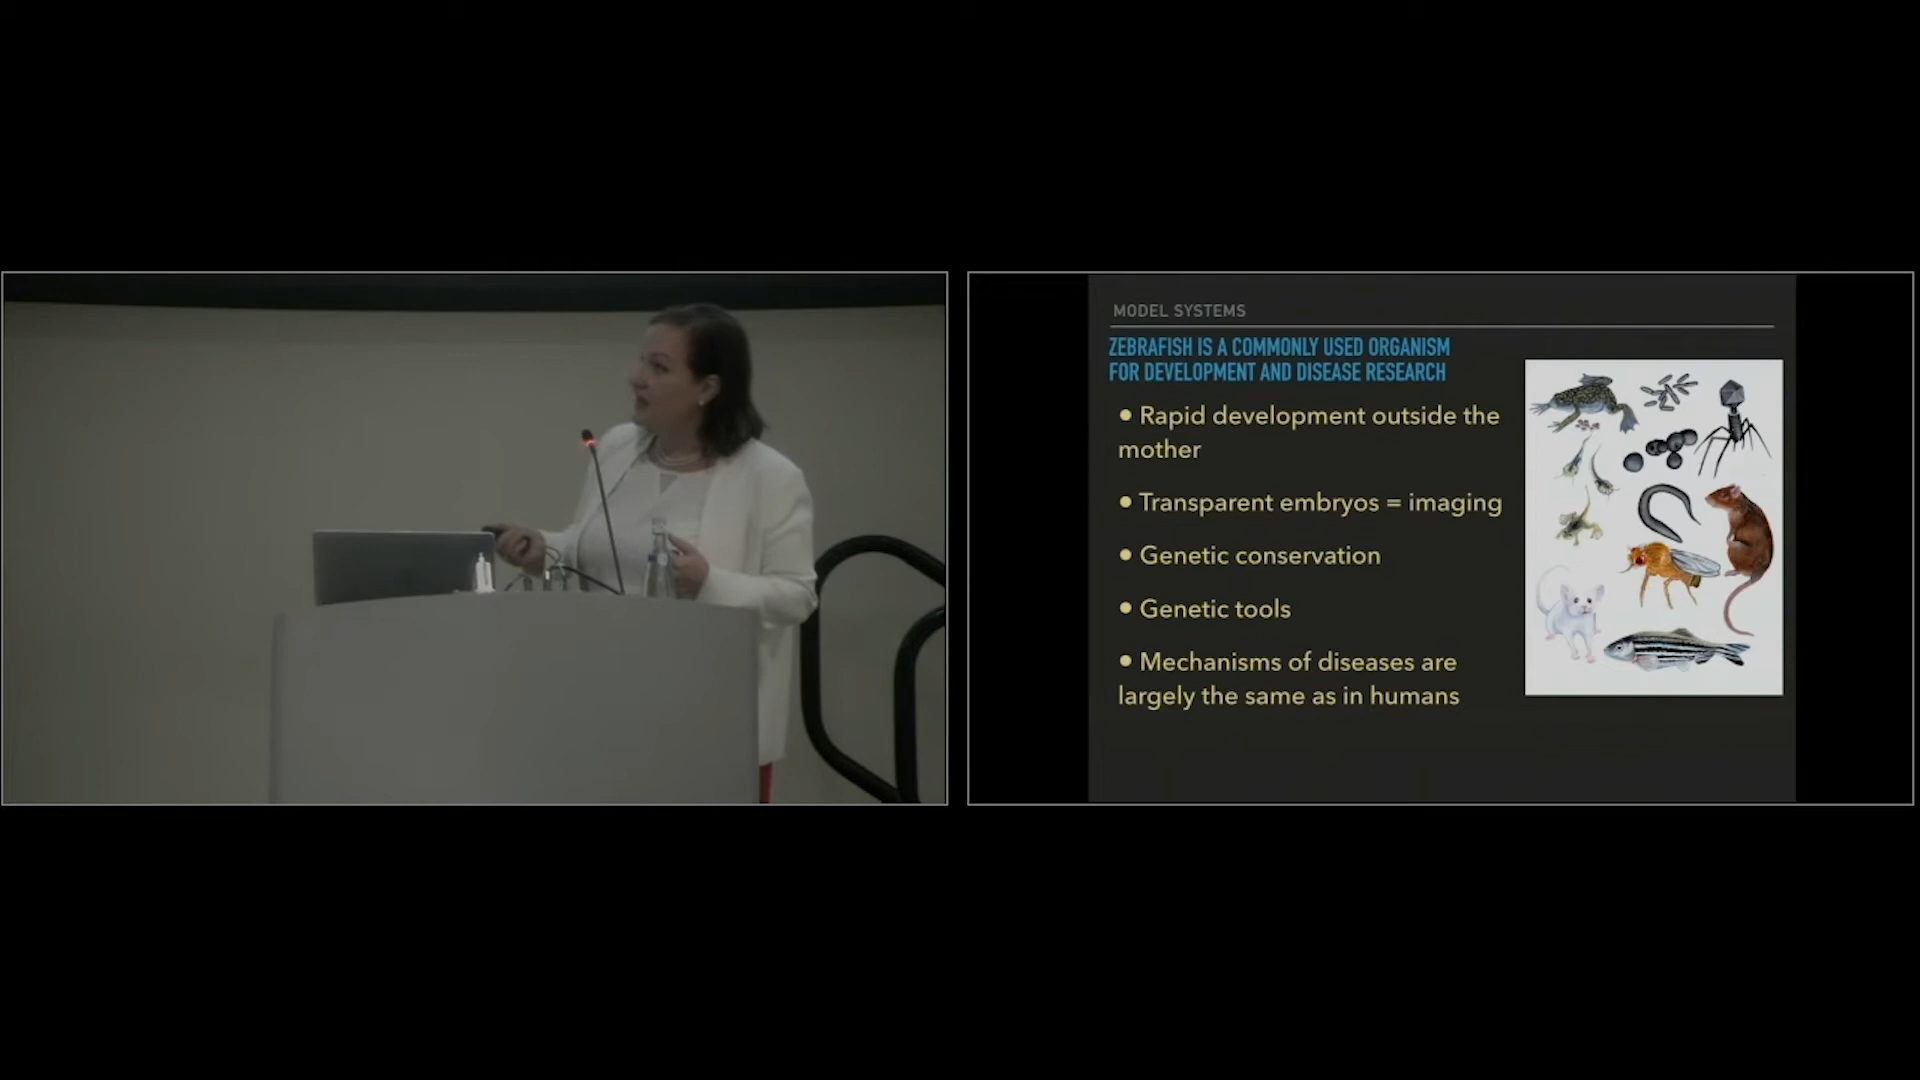 MODEL SYSTEMS
ZEBRAFISH IS A COMMONLY USED ORGANISM
FOR DEVELOPMENT AND DISEASE RESEARCH
• Rapid development outside the
mother
• Transparent embryos = imaging
• Genetic conservation
• Genetic tools
• Mechanisms of diseases are
largely the same as in humans